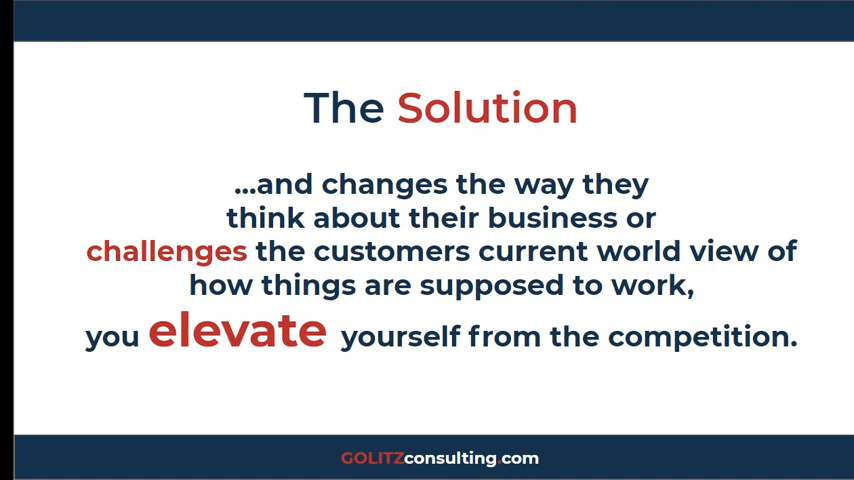 The Solution
...and changes the way they
think about their business or
challenges the customers current world view of
how things are supposed to work,
you elevate yourself from the competition.
GOLITZconsulting.com